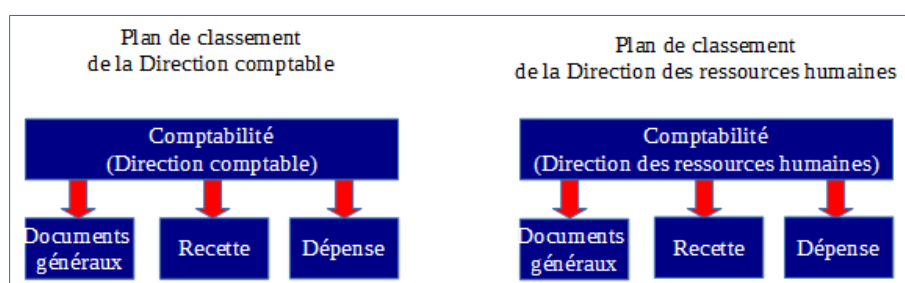 Plan de classement
de la Direction comptable
Comptabilité
(Direction comptable)
Documents
généraux
Recette
Dépense
Plan de classement
de la Direction des ressources humaines
Comptabilité
(Direction des ressources humaines)
Documents
généraux
Recette
Dépense